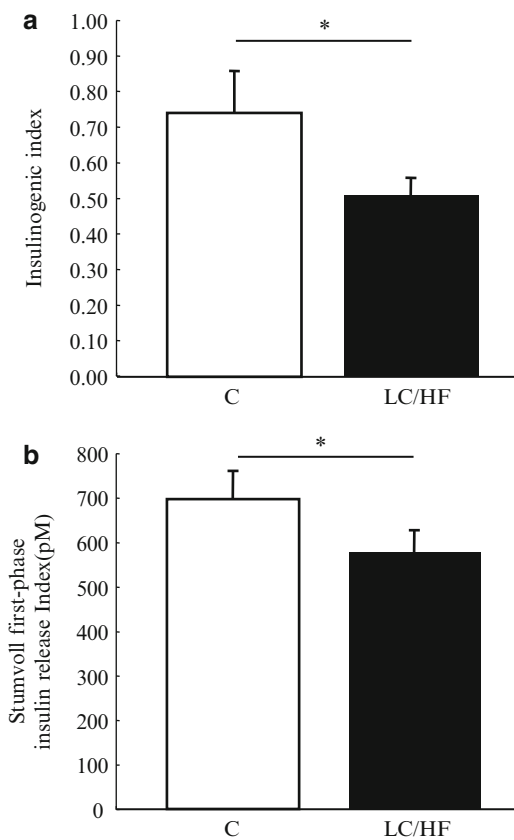 a
*
Insulinogenic index
1.00
0.90
0.80
0.70
0.60
0.50
0.40
0.30
0.20
0.10
0.00
C
LC/HF
b
*
Stumvoll first-phase
insulin release Index(pM)
800
700
600
500
400
300
200
100
0
C
LC/HF